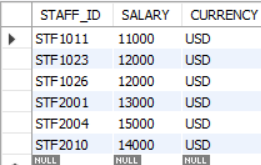 STAFF_ID SALARY CURRENCY
STF1011 11000 USD
STF1023 12000 USD
STF1026 12000 USD
STF2001 13000 USD
STF2004 15000 USD
STF2010 14000 USD
NULL NULL NULL